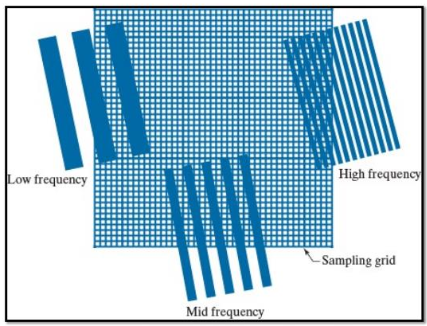 Low frequency
High frequency
Sampling grid
Mid frequency